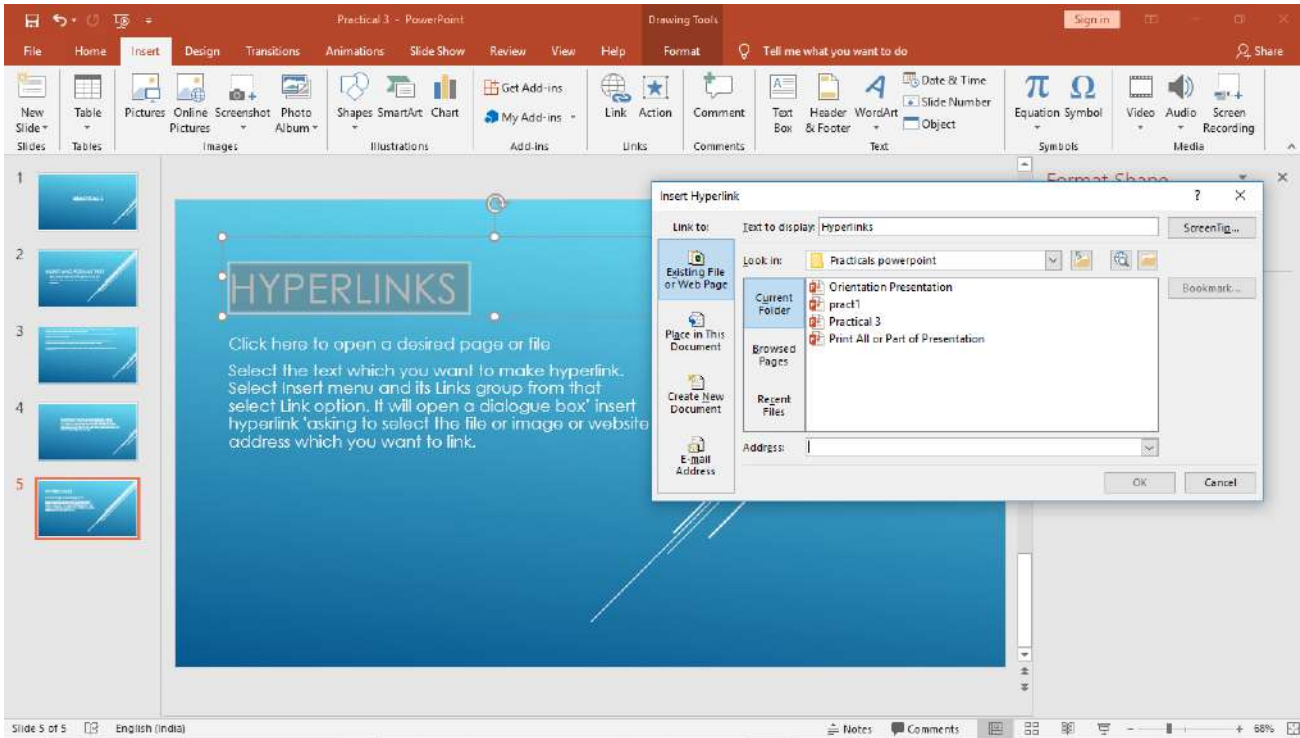 Practical 3 - PowerPoint
Drawing Tools
Sign in
File Home Insert Design Transitions Animations Slide Show Review View Help Format Tell me what you want to do Share
New Slide
Table
Pictures
Online Pictures
Screenshot
Photo Album
Shapes
SmartArt
Chart
Get Add-ins
My Add-ins
Link
Action
Comment
Text Box
Header & Footer
WordArt
Date & Time
Slide Number
Object
Equation
Symbol
Video
Audio
Screen Recording
Slides Tables Images Illustrations Add-ins Links Comments Text Symbols Media
1
2
3
4
5
HYPERLINKS
Click here to open a desired page or file
Select the text which you want to make hyperlink.
Select Insert menu and its Links group from that
select Link option. It will open a dialogue box' insert
hyperlink 'asking to select the file or image or website
address which you want to link.
Format Shape
Insert Hyperlink
?
Link to:
Text to display: Hyperlinks
ScreenTip...
Existing File
or Web Page
Place in This
Document
Create New
Document
E-mail
Address
Look in: Practicals powerpoint
Bookmark...
Current
Folder
Browsed
Pages
Recent
Files
Orientation Presentation
pract1
Practical 3
Print All or Part of Presentation
Address:
OK
Cancel
Slide 5 of 5 English (India) Notes Comments 68%